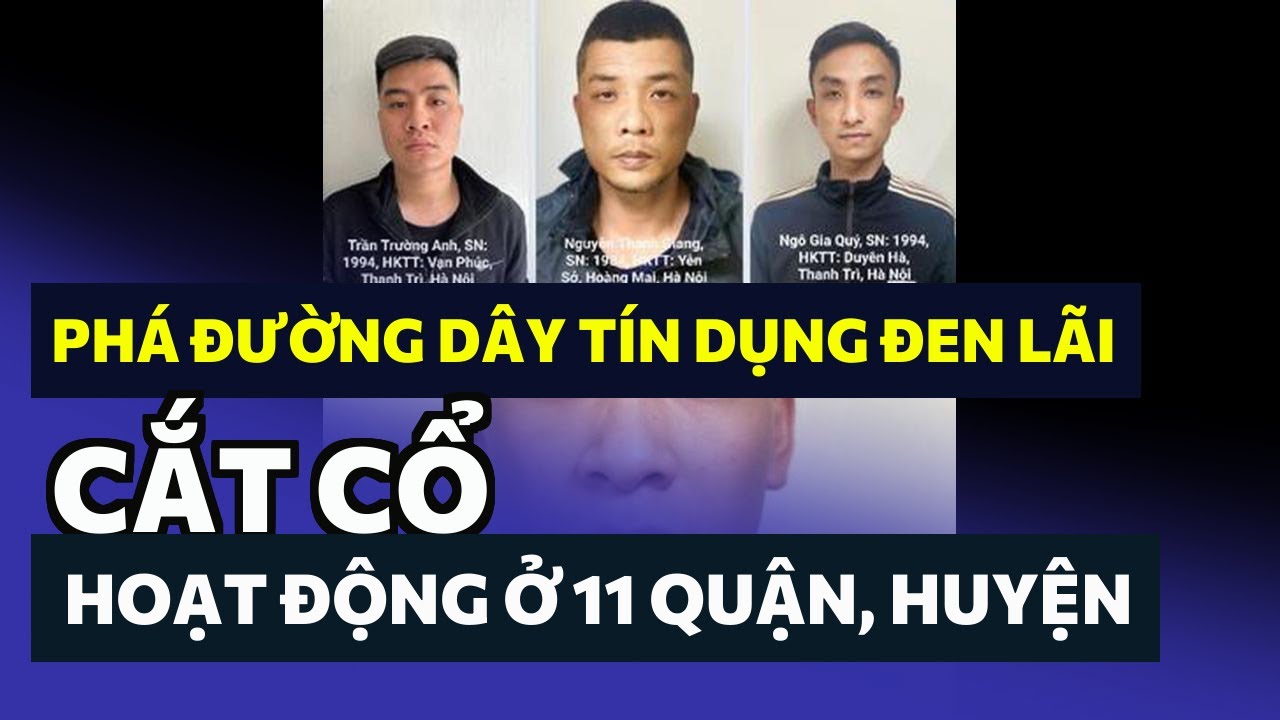 Trần Trường Anh, SN:
1994, HKTT: Vạn Phúc,
Thanh Trì, Hà Nội
Nguyễn Thanh Giang,
SN: 1984, HKTT: Yên
Sở, Hoàng Mai, Hà Nội
Ngô Gia Quý, SN: 1994,
HKTT: Duyên Hà,
Thanh Trì, Hà Nội
PHÁ ĐƯỜNG DÂY TÍN DỤNG ĐEN LÃI
CẮT CỔ
HOẠT ĐỘNG Ở 11 QUẬN, HUYỆN